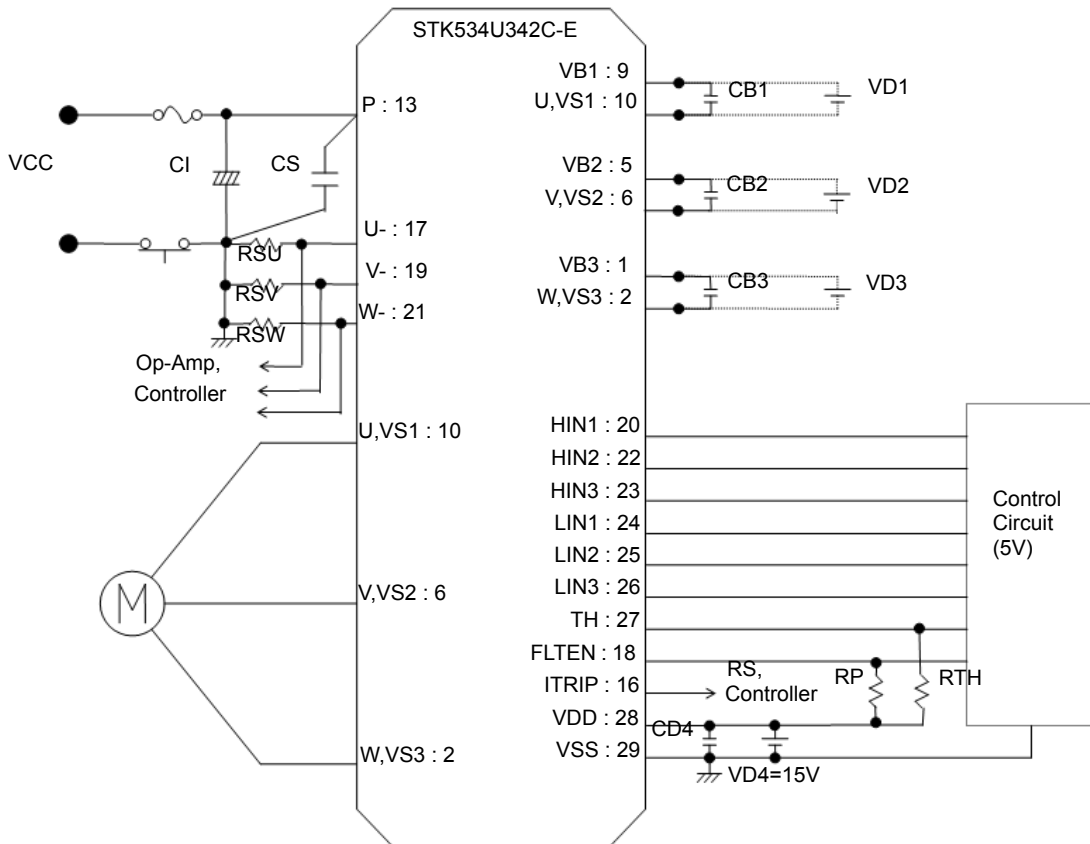 STK534U342C-E
VB1 : 9
CB1
VD1
U,VS1 : 10
P : 13
VCC
CI
CS
VB2 : 5
CB2
VD2
V,VS2 : 6
U- : 17
RSU
V- : 19
RSV
W- : 21
RSW
VB3 : 1
CB3
VD3
W,VS3 : 2
Op-Amp,
Controller
U,VS1 : 10
HIN1 : 20
HIN2 : 22
HIN3 : 23
LIN1 : 24
LIN2 : 25
LIN3 : 26
TH : 27
FLTEN : 18
ITRIP : 16
VDD : 28
VSS : 29
Control
Circuit
(5V)
M
V,VS2 : 6
RS,
Controller
RP
RTH
CD4
VD4=15V
W,VS3 : 2